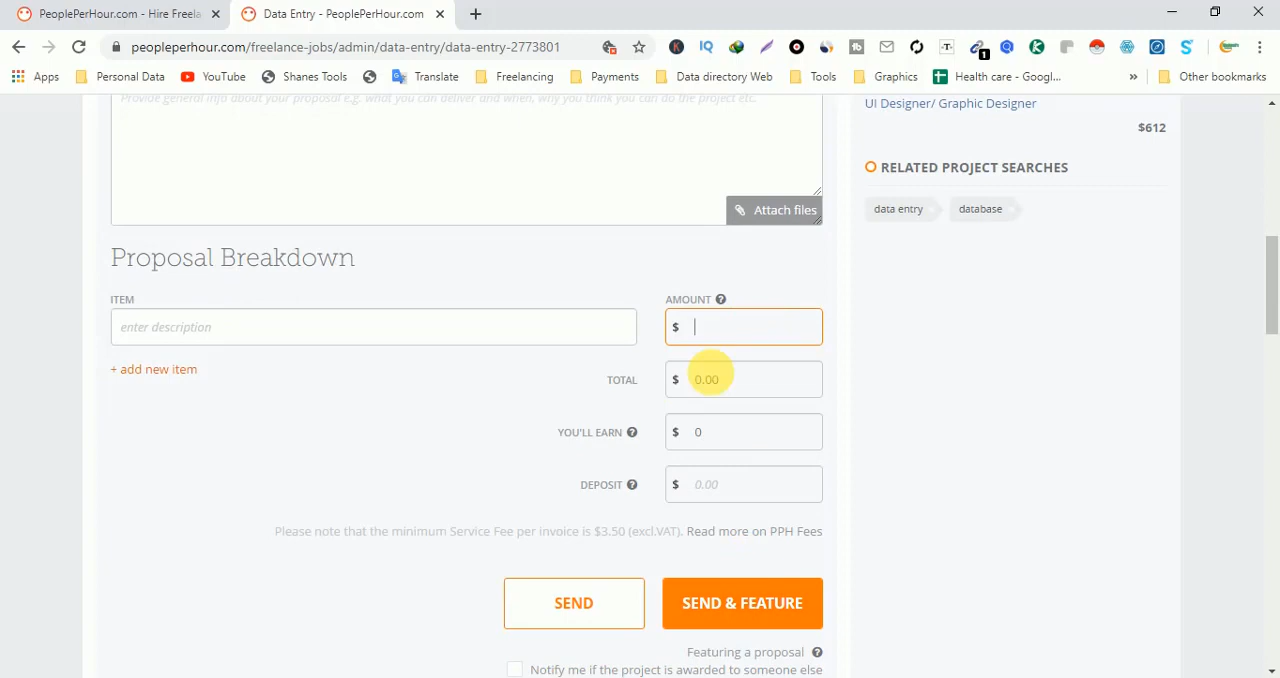 PeoplePerHour.com - Hire Freela
Data Entry - PeoplePerHour.com
peopleperhour.com/freelance-jobs/admin/data-entry/data-entry-2773801
Apps
Personal Data
YouTube
Shanes Tools
Translate
Freelancing
Payments
Data directory Web
Tools
Graphics
Health care - Googl...
Other bookmarks
Provide general info about your proposal e.g. what you can deliver and when, why you think you can do the project etc.
Attach files
UI Designer/ Graphic Designer
$612
RELATED PROJECT SEARCHES
data entry
database
Proposal Breakdown
ITEM
AMOUNT
enter description
$
+ add new item
TOTAL
$ 0.00
YOU'LL EARN
$ 0
DEPOSIT
$ 0.00
Please note that the minimum Service Fee per invoice is $3.50 (excl.VAT). Read more on PPH Fees
SEND
SEND & FEATURE
Featuring a proposal
Notify me if the project is awarded to someone else